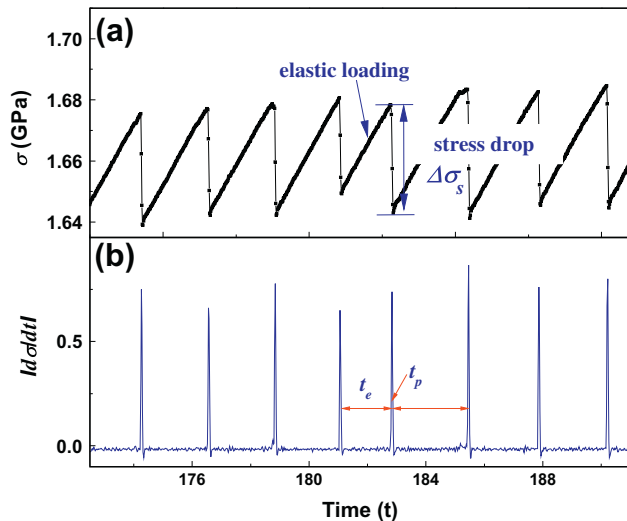 (a)
1.70
1.68
1.66
1.64
σ (GPa)
elastic loading
stress drop
Δσs
(b)
0.5
0.0
|dσ/dt|
te
tp
176
180
184
188
Time (t)